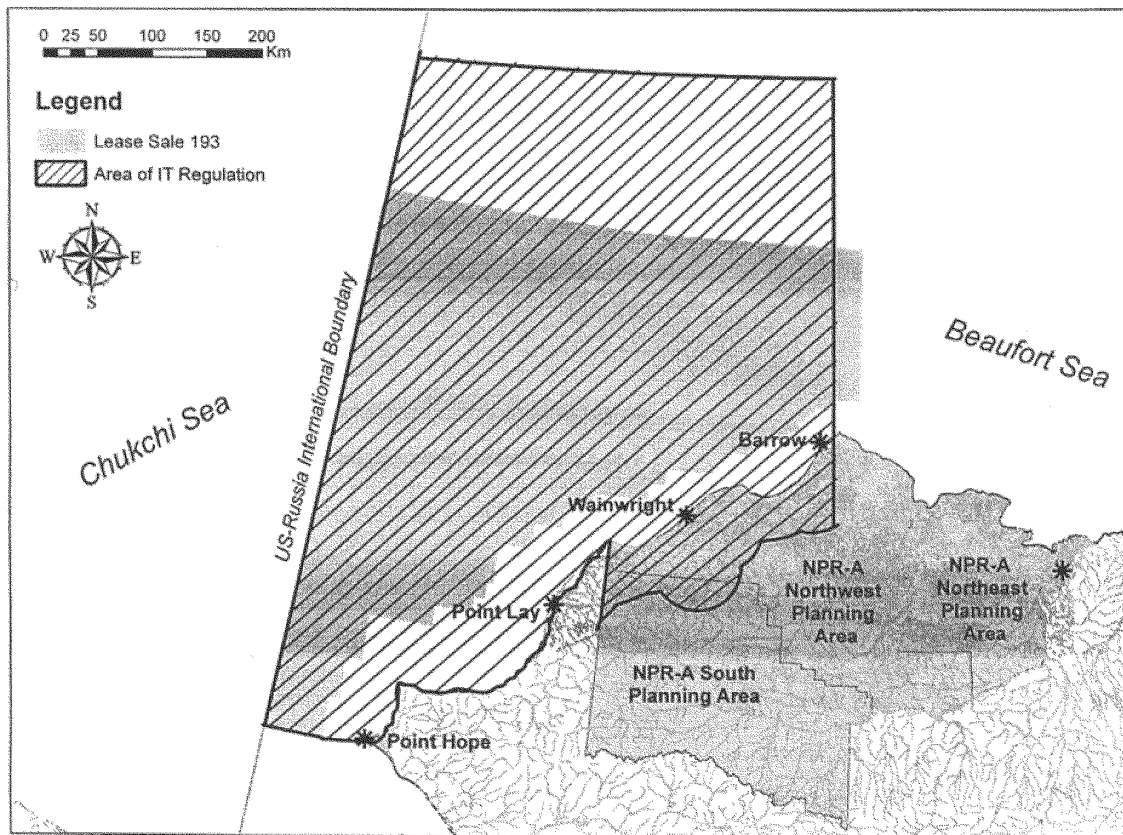 0 25 50 100 150 200
Km
Legend
Lease Sale 193
Area of IT Regulation
N
W E
S
US-Russia International Boundary
Chukchi Sea
Beaufort Sea
Barrow
Wainwright
Point Lay
Point Hope
NPR-A
Northwest
Planning
Area
NPR-A
Northeast
Planning
Area
NPR-A South
Planning Area